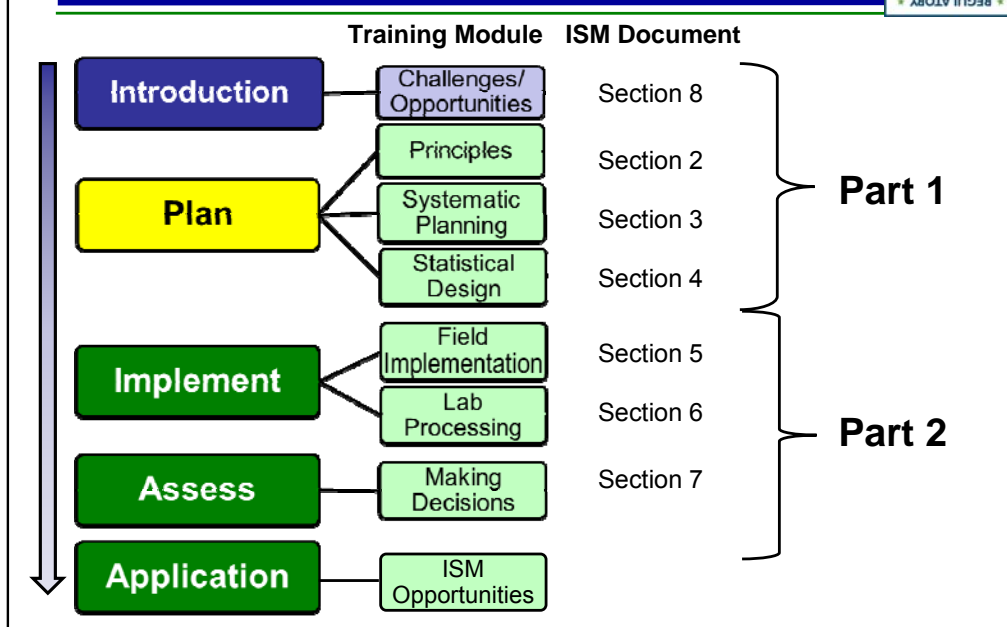 REGULATORY
Training Module ISM Document
Introduction
Challenges/
Opportunities
Section 8
Principles
Section 2
Plan
Systematic
Planning
Section 3
Part 1
Statistical
Design
Section 4
Field
Implementation
Section 5
Implement
Lab
Processing
Section 6
Part 2
Assess
Making
Decisions
Section 7
Application
ISM
Opportunities